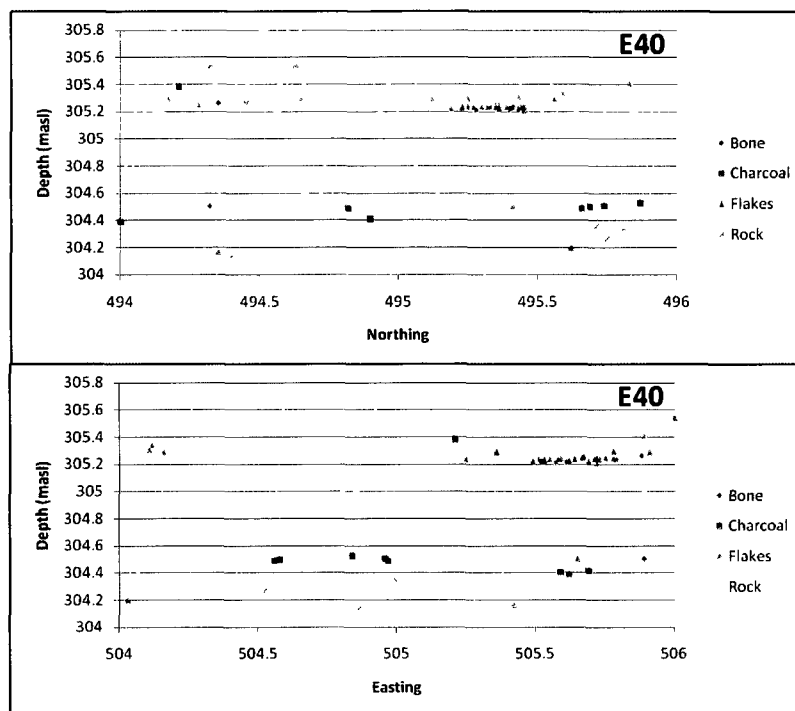 E40
305.8
305.6
305.4
305.2
305
304.8
304.6
304.4
304.2
304
Depth (masl)
494 494.5 495 495.5 496
Northing
Bone
Charcoal
Flakes
Rock
E40
305.8
305.6
305.4
305.2
305
304.8
304.6
304.4
304.2
304
Depth (masl)
504 504.5 505 505.5 506
Easting
Bone
Charcoal
Flakes
Rock